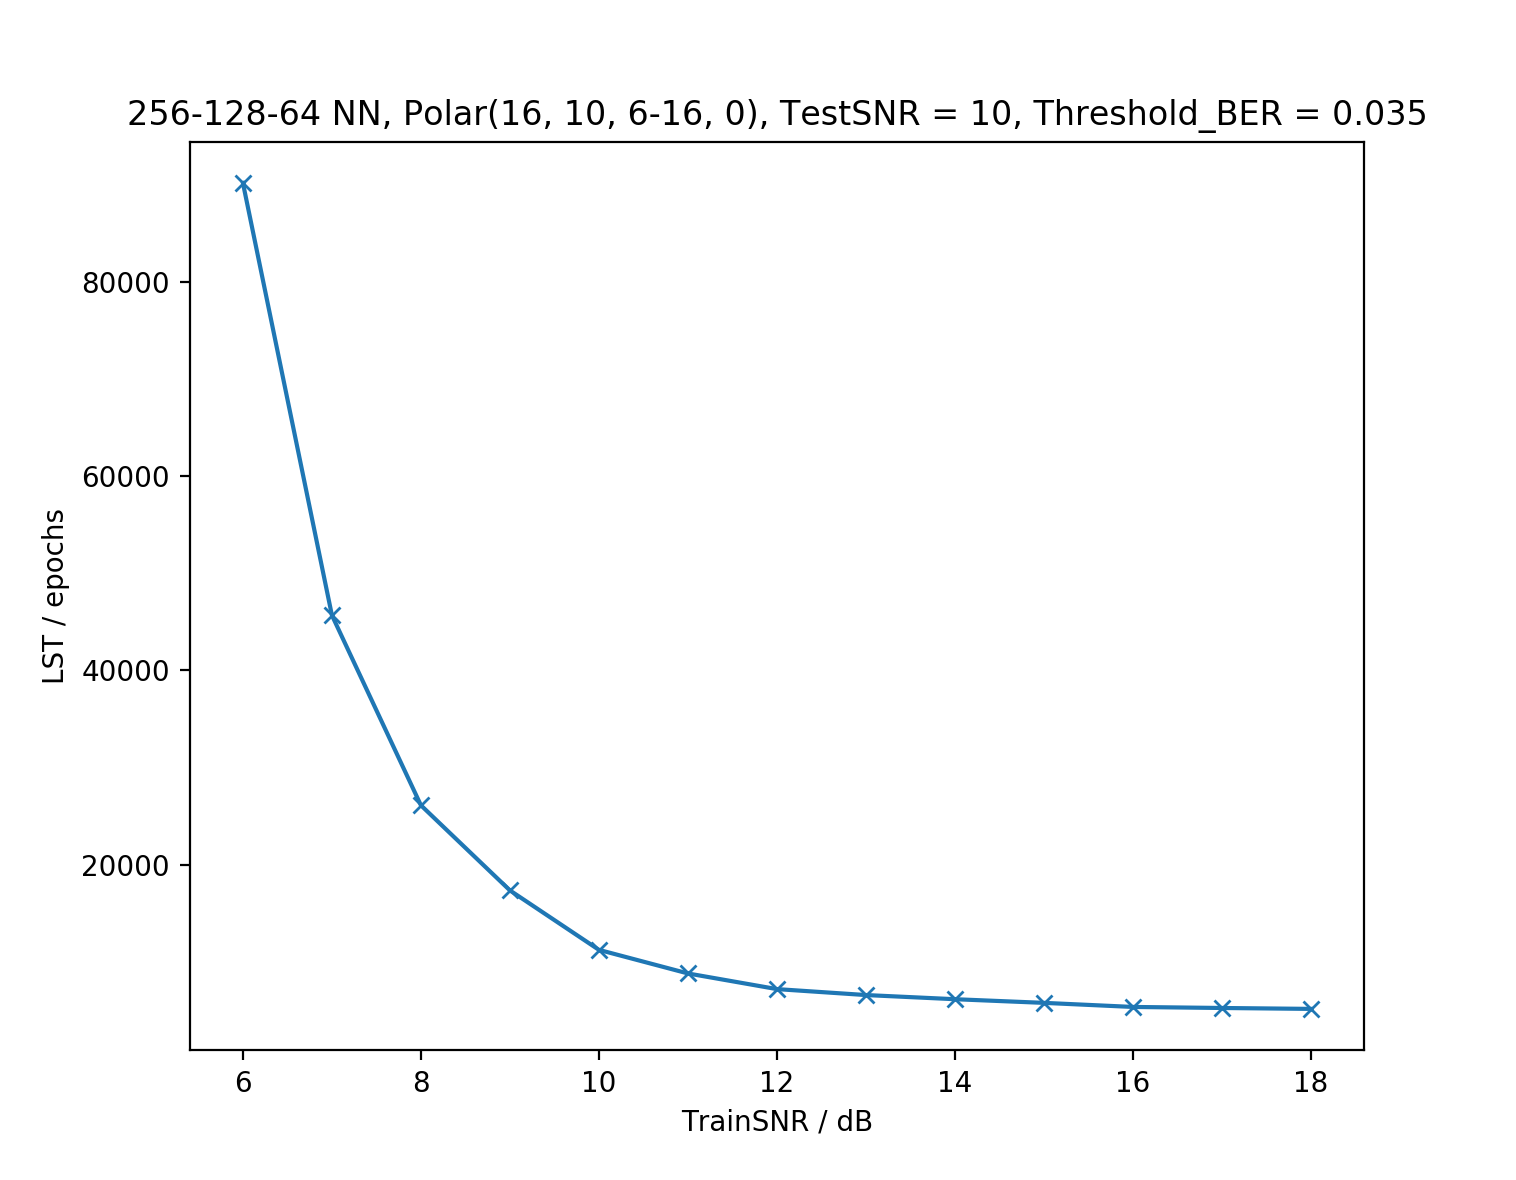 256-128-64 NN, Polar(16, 10, 6-16, 0), TestSNR = 10, Threshold_BER = 0.035
80000
60000
40000
20000
LST / epochs
6 8 10 12 14 16 18
TrainSNR / dB